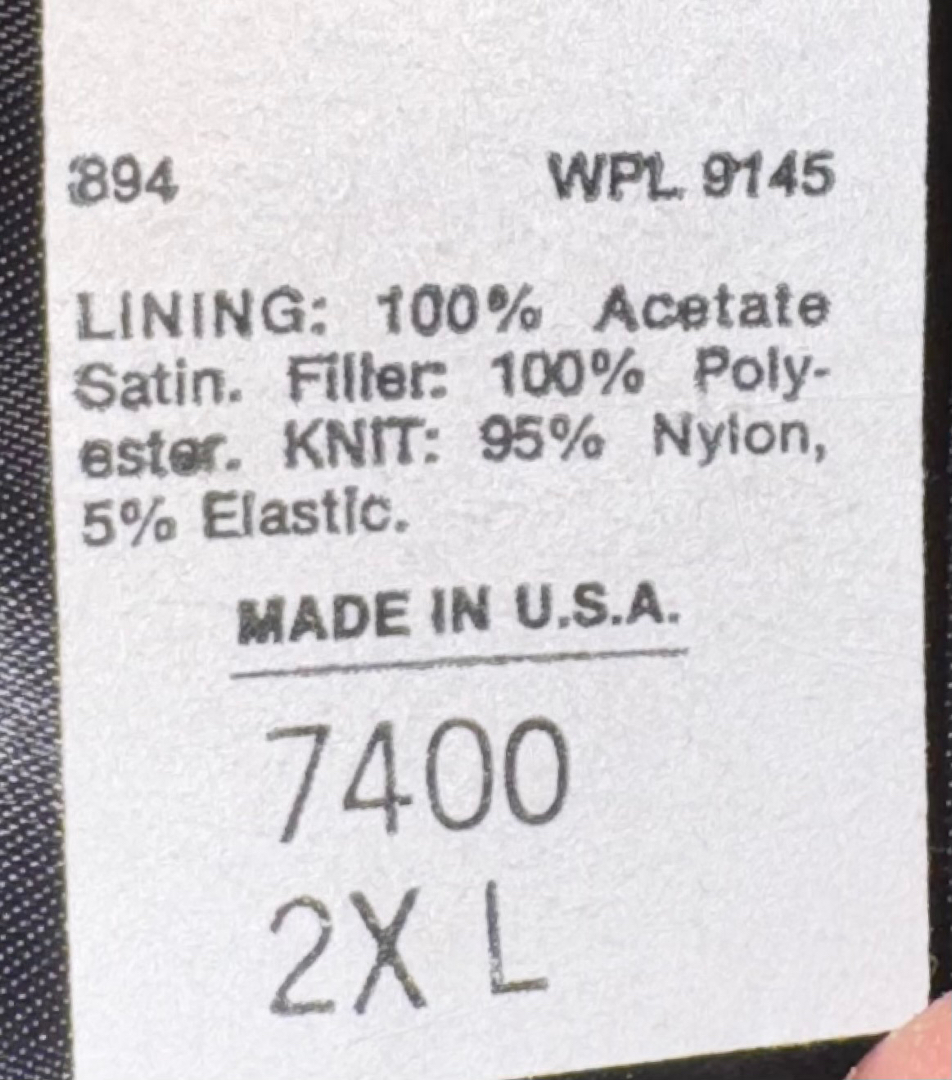 894 WPL 9145
LINING: 100% Acetate
Satin. Filler: 100% Poly-
ester. KNIT: 95% Nylon,
5% Elastic.
MADE IN U.S.A.
7400
2X L